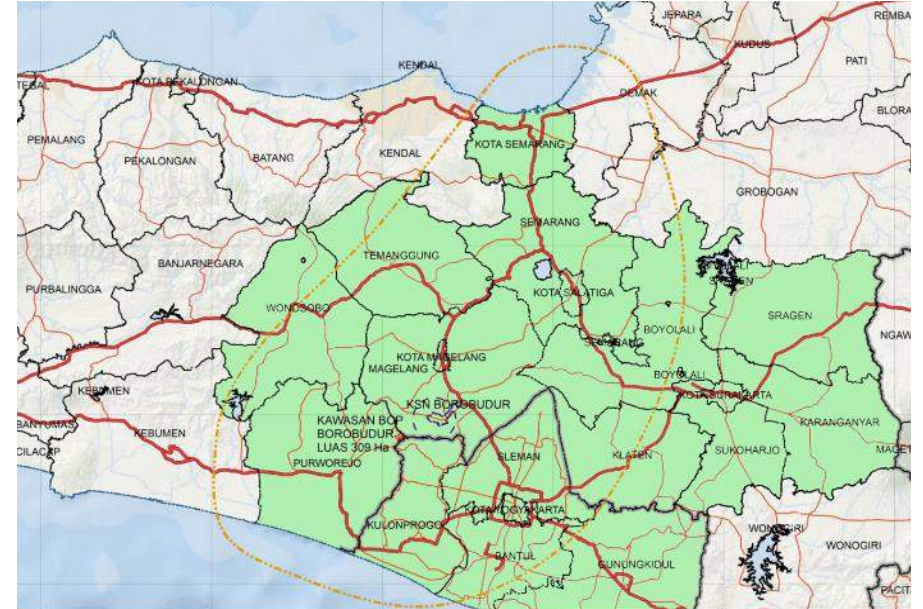 JEPARA
REMBA
KUDUS
KENDAL
PATI
TEGAL
KOTA PEKALONGAN
DEMAK
BLORA
PEMALANG
KOTA SEMARANG
PEKALONGAN
BATANG
KENDAL
GROBOGAN
SEMARANG
TEMANGGUNG
BANJARNEGARA
PURBALINGGA
KOTA SALATIGA
WONOSOBO
SRAGEN
BOYOLALI
NGAW
SEMARANG
KOTA MAGELANG
MAGELANG
BOYOLALI
KEBUMEN
KOTA SURAKARTA
KSN BOROBUDUR
KAWASAN BOP
BOROBUDUR
LUAS 309 Ha
BANYUMAS
KARANGANYAR
KEBUMEN
CILACAP
SLEMAN
KLATEN
SUKOHARJO
MAGET
PURWOREJO
KOTA YOGYAKARTA
KULONPROGO
WONOGIRI
WONOGIRI
BANTUL
GUNUNGKIDUL
PACIT